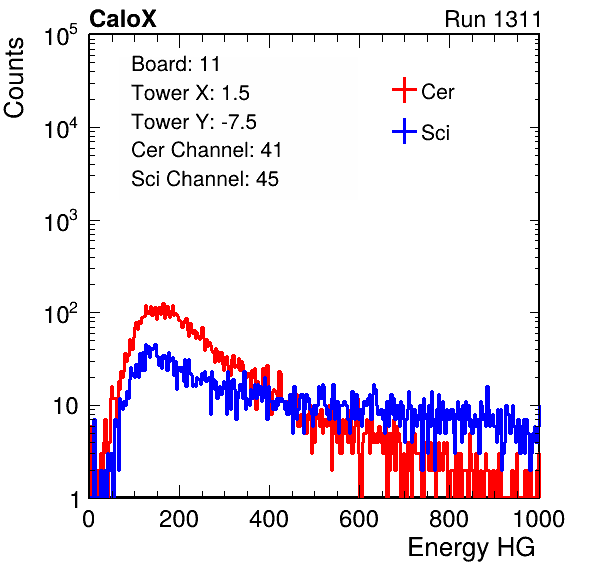 CaloX Run 1311
Counts
10^5
10^4
10^3
10^2
10
1
Board: 11
Tower X: 1.5
Tower Y: -7.5
Cer Channel: 41
Sci Channel: 45
Cer
Sci
0 200 400 600 800 1000
Energy HG